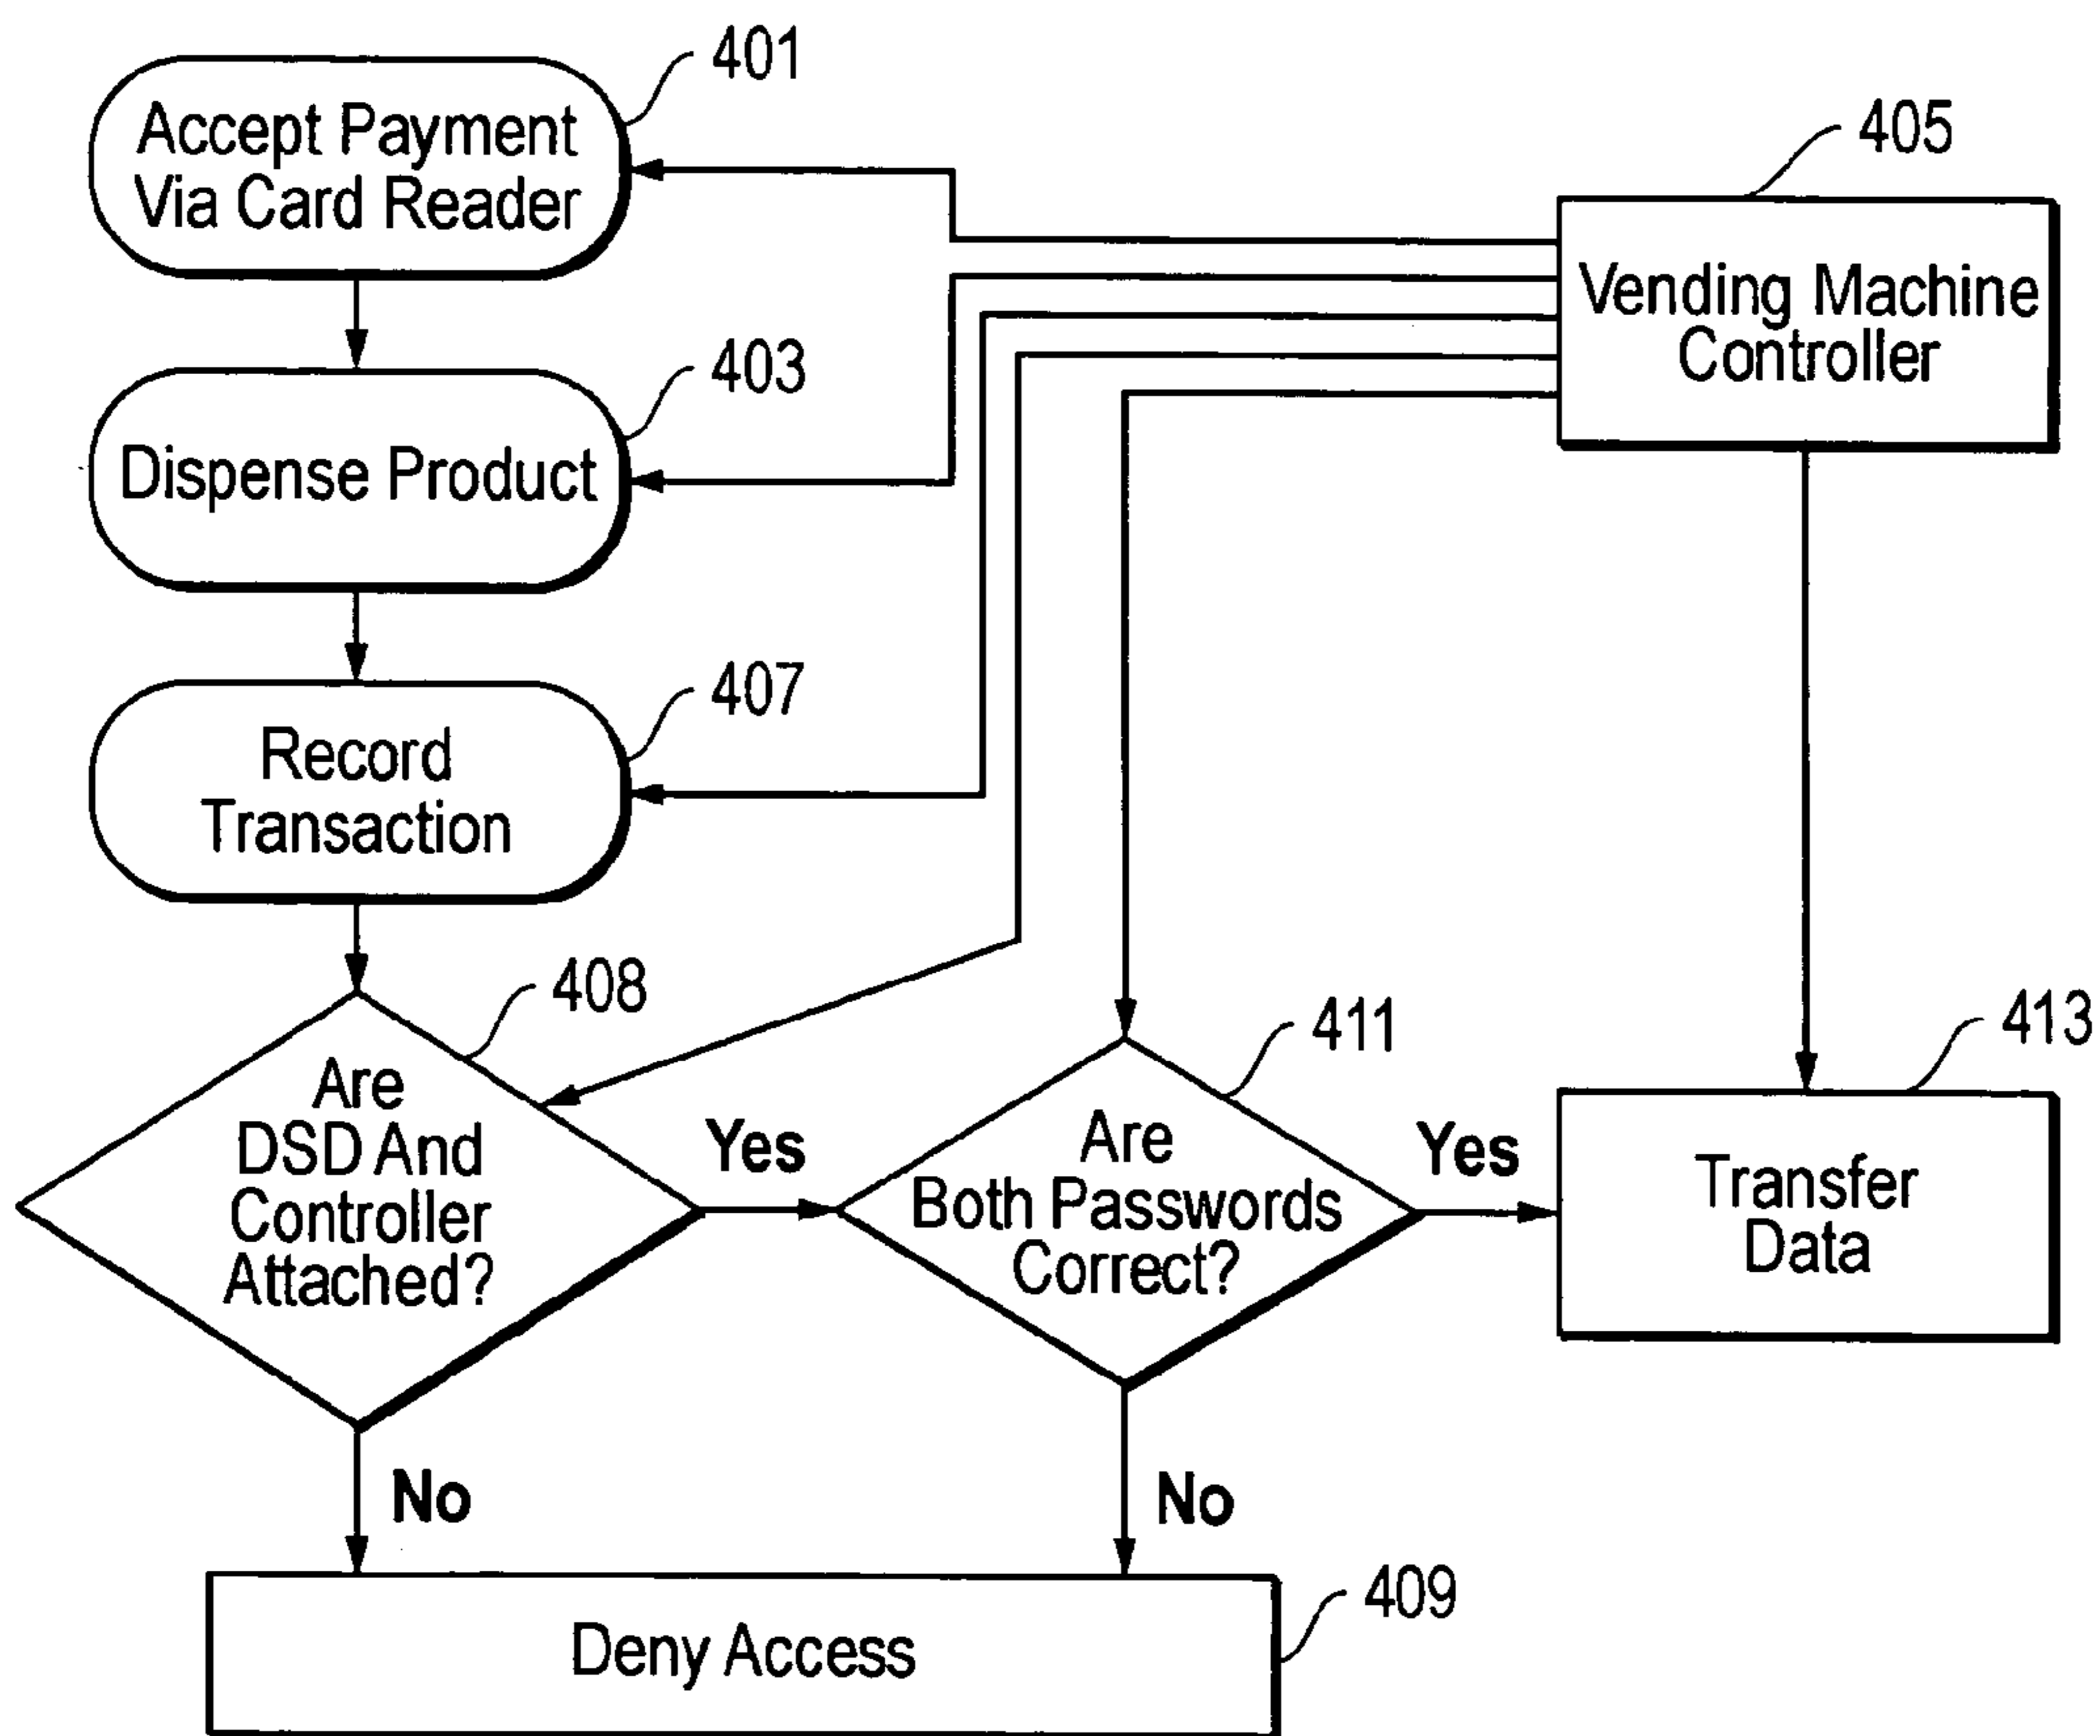 401
Accept Payment
Via Card Reader
405
Vending Machine
Controller
403
Dispense Product
407
Record
Transaction
408
Are
DSD And
Controller
Attached?
Yes
411
Are
Both Passwords
Correct?
Yes
413
Transfer
Data
No
No
409
Deny Access